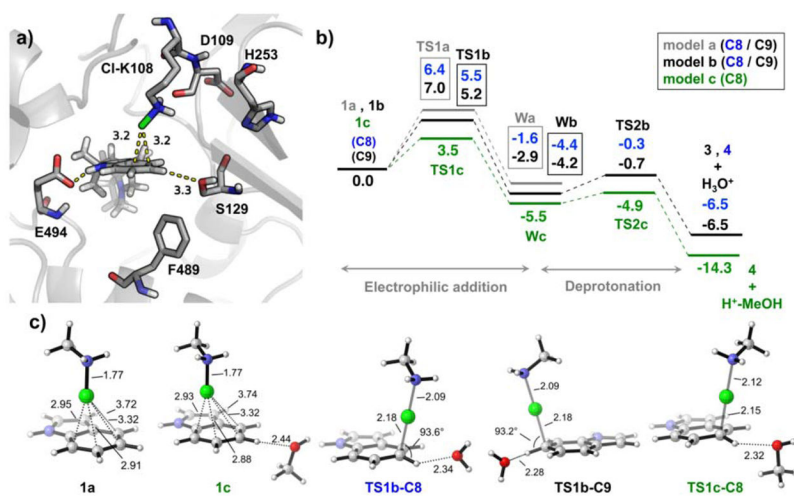 a)
D109
H253
Cl-K108
3.2
3.2
3.3
E494
S129
F489
b)
model a (C8 / C9)
model b (C8 / C9)
model c (C8)
TS1a
TS1b
6.4
7.0
5.5
5.2
1a , 1b
1c
(C8)
(C9)
0.0
3.5
TS1c
Wa
Wb
-1.6
-2.9
-4.4
-4.2
TS2b
-0.3
-0.7
-5.5
Wc
-4.9
TS2c
3 , 4
+
H₃O⁺
-6.5
-6.5
-14.3
4
+
H⁺-MeOH
Electrophilic addition
Deprotonation
c)
1.77
2.95
3.72
3.32
2.91
1a
1.77
2.93
3.74
3.32
2.88
2.44
1c
2.09
2.18
93.6°
2.34
TS1b-C8
2.09
2.18
93.2°
2.28
TS1b-C9
2.12
2.15
2.32
TS1c-C8